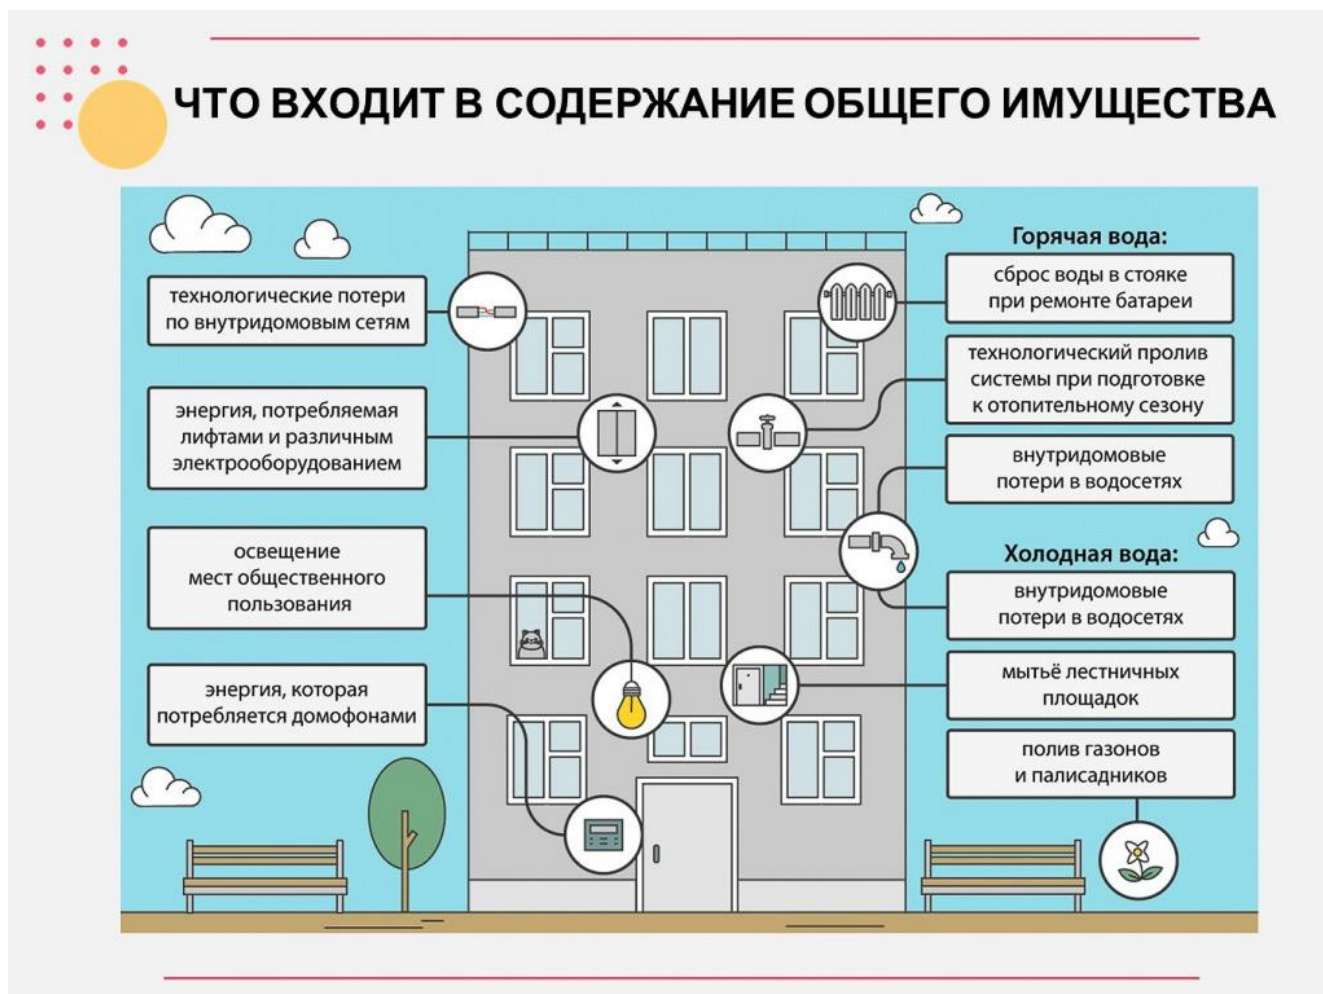 ЧТО ВХОДИТ В СОДЕРЖАНИЕ ОБЩЕГО ИМУЩЕСТВА
технологические потери
по внутридомовым сетям
энергия, потребляемая
лифтами и различным
электрооборудованием
освещение
мест общественного
пользования
энергия, которая
потребляется домофонами
Горячая вода:
сброс воды в стояке
при ремонте батареи
технологический пролив
системы при подготовке
к отопительному сезону
внутридомовые
потери в водосетях
Холодная вода:
внутридомовые
потери в водосетях
мытьё лестничных
площадок
полив газонов
и палисадников